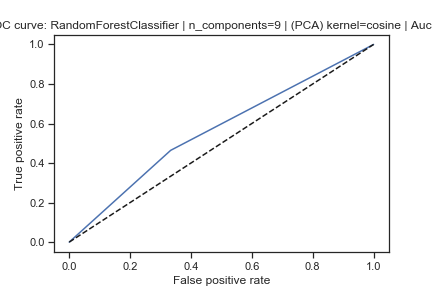 OC curve: RandomForestClassifier | n_components=9 | (PCA) kernel=cosine | Auc
1.0
0.8
0.6
0.4
0.2
0.0
True positive rate
0.0 0.2 0.4 0.6 0.8 1.0
False positive rate